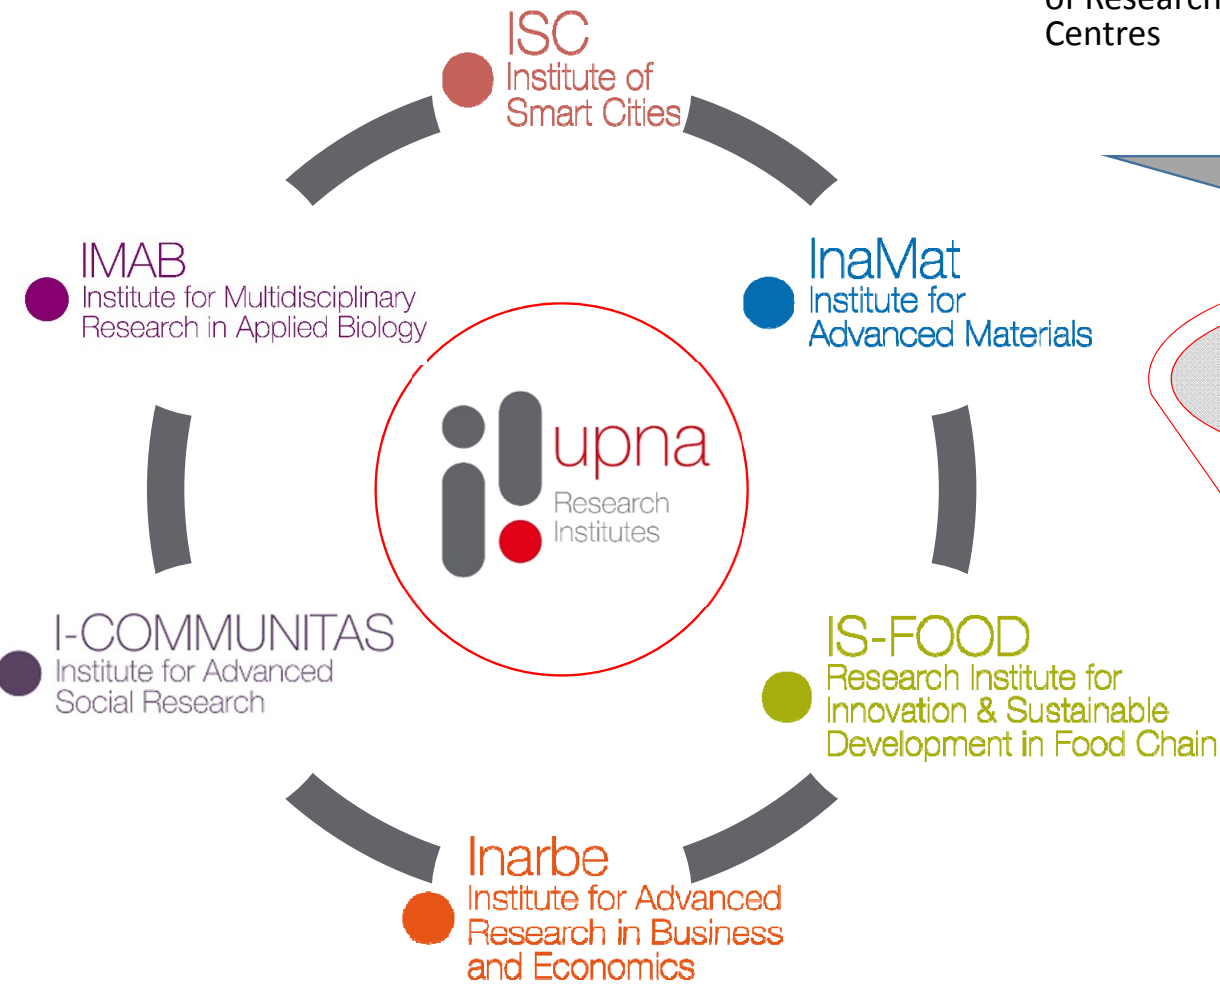 of Research
Centres
ISC
Institute of
Smart Cities
IMAB
Institute for Multidisciplinary
Research in Applied Biology
InaMat
Institute for
Advanced Materials
upna
Research
Institutes
I-COMMUNITAS
Institute for Advanced
Social Research
IS-FOOD
Research Institute for
Innovation & Sustainable
Development in Food Chain
Inarbe
Institute for Advanced
Research in Business
and Economics